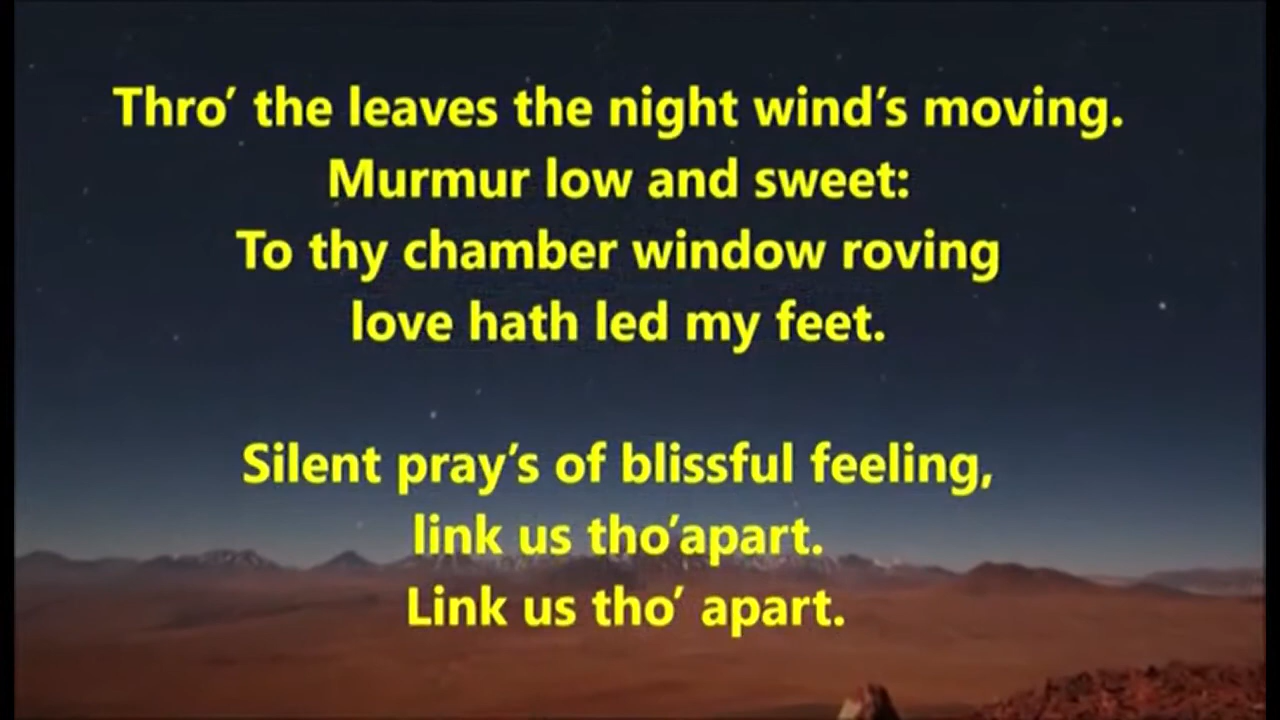 Thro’ the leaves the night wind’s moving.
Murmur low and sweet:
To thy chamber window roving
love hath led my feet.
Silent pray’s of blissful feeling,
link us tho’apart.
Link us tho’ apart.